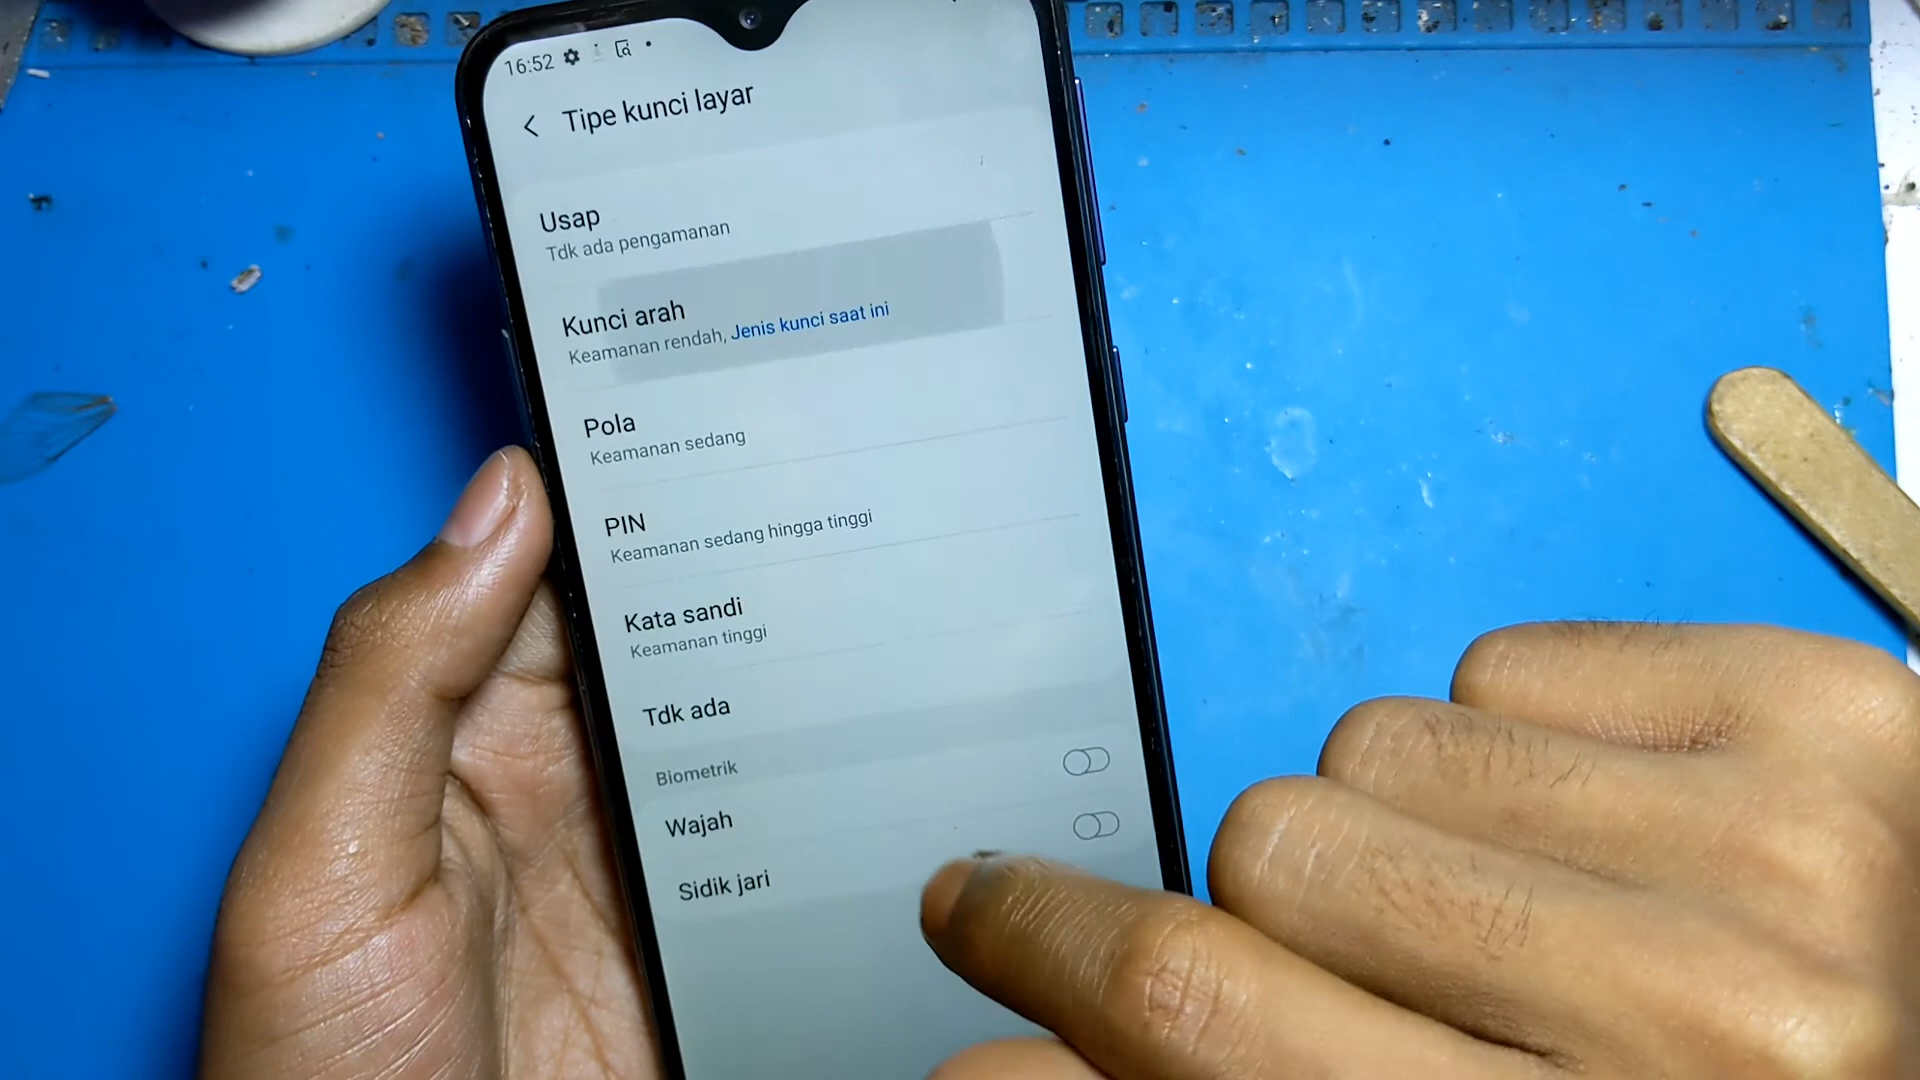 16:52
Tipe kunci layar
Usap
Tdk ada pengamanan
Kunci arah
Keamanan rendah, Jenis kunci saat ini
Pola
Keamanan sedang
PIN
Keamanan sedang hingga tinggi
Kata sandi
Keamanan tinggi
Tdk ada
Biometrik
Wajah
Sidik jari